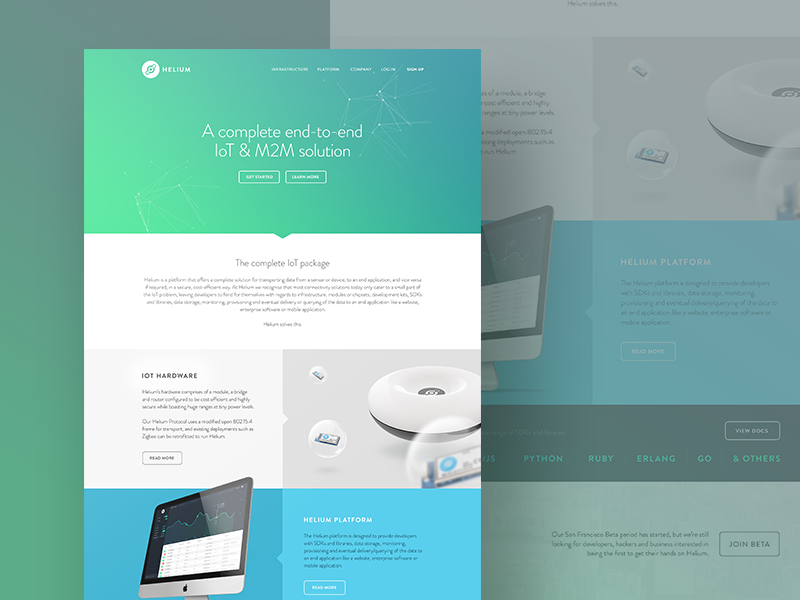 HELIUM
INFRASTRUCTURE PLATFORM COMPANY LOG IN SIGN UP
A complete end-to-end
IoT & M2M solution
GET STARTED LEARN MORE
The complete IoT package
Helium is a platform that offers a complete solution for transporting data from a sensor or device, to an end application, and vice versa
if required, in a secure, cost-efficient way. At Helium we recognise that most connectivity solutions today only cater to a small part of
the IoT problem, leaving developers to fend for themselves with regards to infrastructure, modules or chipsets, development kits, SDKs
and libraries, data storage, monitoring, provisioning and eventual delivery or querying of the data to an end application like a website,
enterprise software or mobile application.
Helium solves this.
IOT HARDWARE
Helium's hardware comprises of a module, a bridge
and router configured to be cost efficient and highly
secure while boasting huge ranges at tiny power levels.
Our Helium Protocol uses a modified open 802.15.4
frame for transport, and existing deployments such as
Zigbee can be retrofitted to run Helium.
READ MORE
HELIUM PLATFORM
The Helium platform is designed to provide developers
with SDKs and libraries, data storage, monitoring,
provisioning and eventual delivery/querying of the data to
an end application like a website, enterprise software or
mobile application.
READ MORE
Helium solves this.
es of a module, a bridge
cost efficient and highly
ranges at tiny power levels.
modified open 802.15.4
existing deployments such as
to run Helium.
HELIUM PLATFORM
The Helium platform is designed to provide developers
with SDKs and libraries, data storage, monitoring,
provisioning and eventual delivery/querying of the data to
an end application like a website, enterprise software or
mobile application.
READ MORE
range of SDKs and libraries
VIEW DOCS
JS PYTHON RUBY ERLANG GO & OTHERS
Our San Francisco Beta period has started, but we're still
looking for developers, hackers and business interested in
being the first to get their hands on Helium.
JOIN BETA